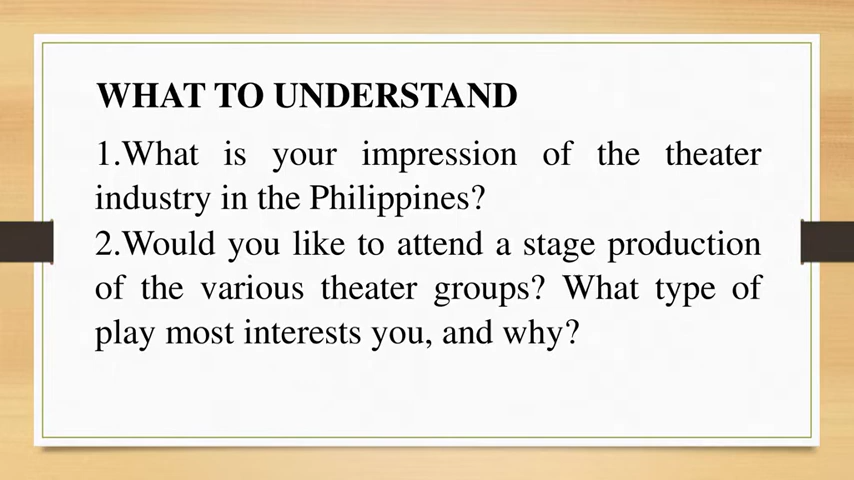 WHAT TO UNDERSTAND
1.What is your impression of the theater
industry in the Philippines?
2.Would you like to attend a stage production
of the various theater groups? What type of
play most interests you, and why?